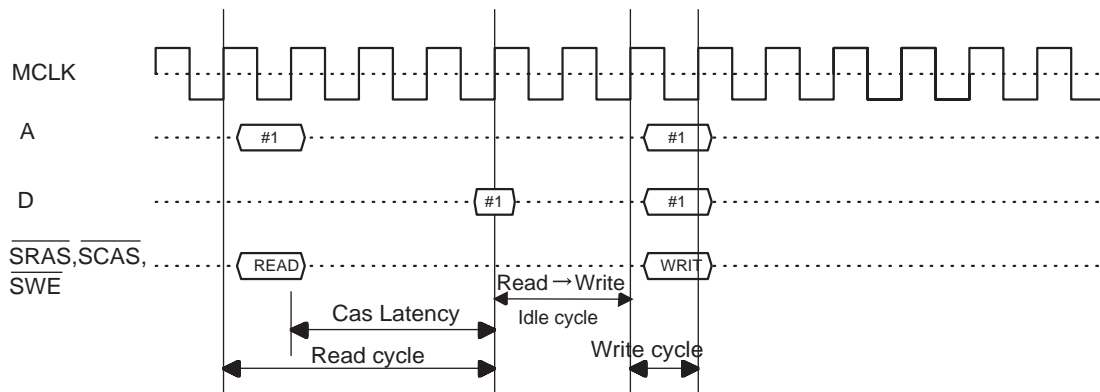 MCLK
A
#1
#1
D
#1
#1
SRAS,SCAS,
SWE
READ
WRIT
Read→Write
Cas Latency
Idle cycle
Read cycle
Write cycle